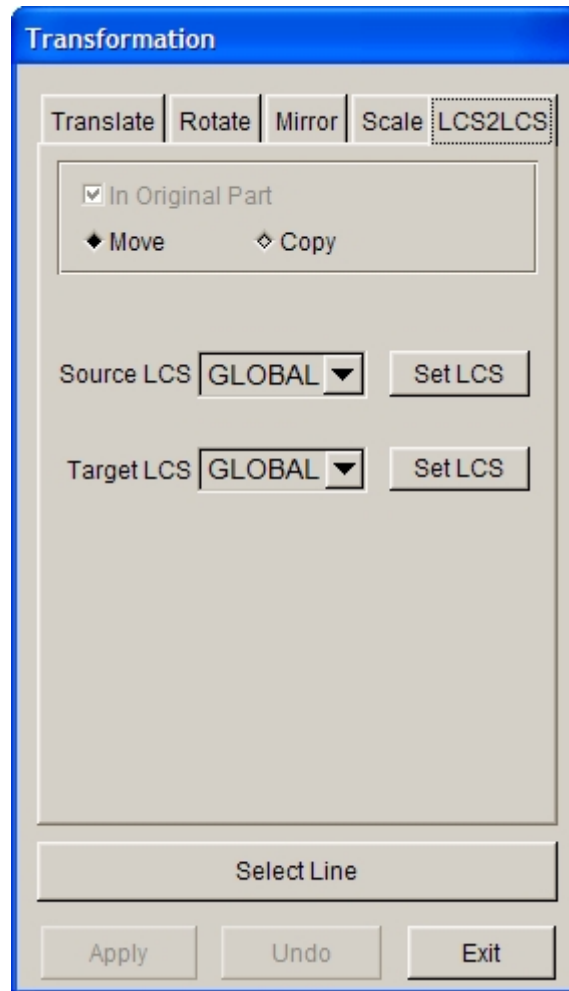 Transformation
Translate Rotate Mirror Scale LCS2LCS
In Original Part
Move Copy
Source LCS GLOBAL Set LCS
Target LCS GLOBAL Set LCS
Select Line
Apply Undo Exit